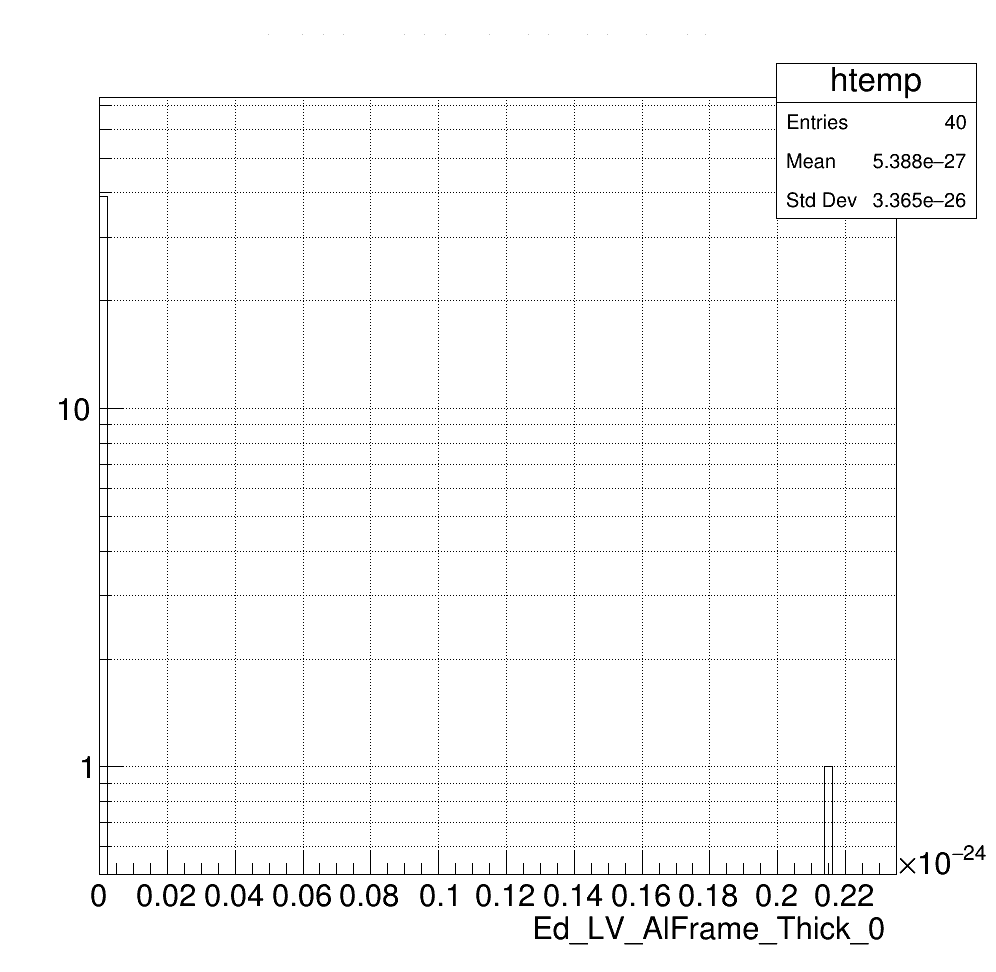 htemp
Entries 40
Mean 5.388e−27
Std Dev 3.365e−26
10
1
0 0.02 0.04 0.06 0.08 0.1 0.12 0.14 0.16 0.18 0.2 0.22
×10−24
Ed_LV_AlFrame_Thick_0